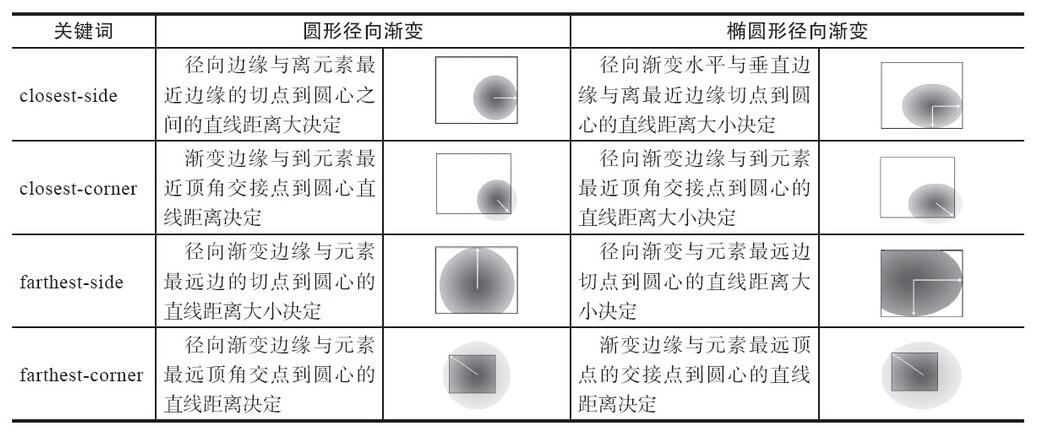 关键词 圆形径向渐变 椭圆形径向渐变
closest-side
径向边缘与离元素最
近边缘的切点到圆心之
间的直线距离大决定
径向渐变水平与垂直边
缘与离最近边缘切点到圆
心的直线距离大小决定
closest-corner
渐变边缘与到元素最
近顶角交接点到圆心直
线距离决定
径向渐变边缘与到元素
最近顶角交接点到圆心的
直线距离大小决定
farthest-side
径向渐变边缘与元素
最远边的切点到圆心的
直线距离大小决定
径向渐变与元素最远边
切点到圆心的直线距离大
小决定
farthest-corner
径向渐变边缘与元素
最远顶角交点到圆心的
直线距离决定
渐变边缘与元素最远顶
点的交接点到圆心的直线
距离决定